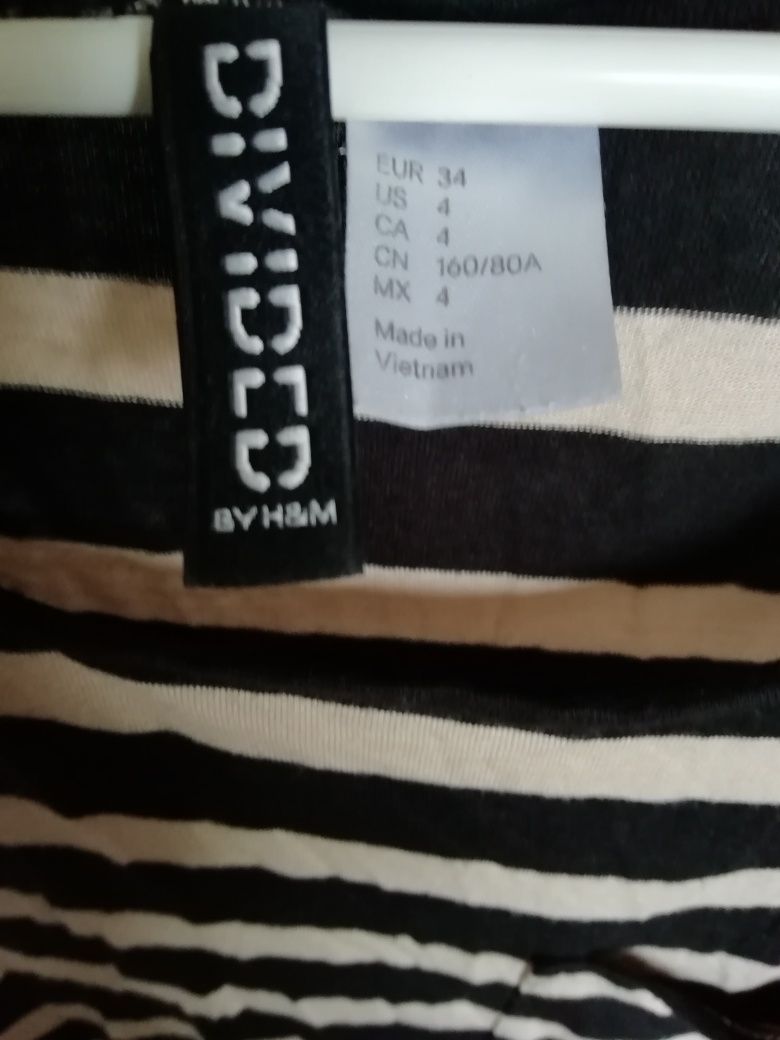 DIVIDED
BY H&M
EUR 34
US 4
CA 4
CN 160/80A
MX 4
Made in
Vietnam